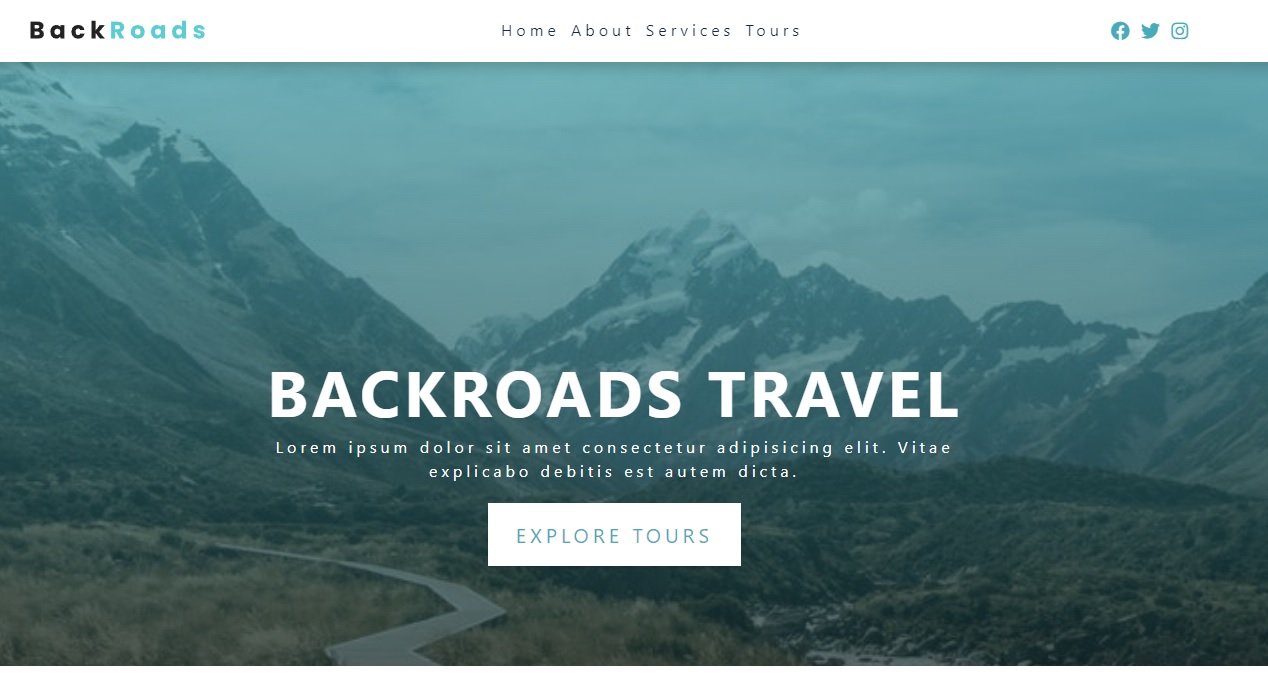 BackRoads
Home About Services Tours
BACKROADS TRAVEL
Lorem ipsum dolor sit amet consectetur adipisicing elit. Vitae
explicabo debitis est autem dicta.
EXPLORE TOURS